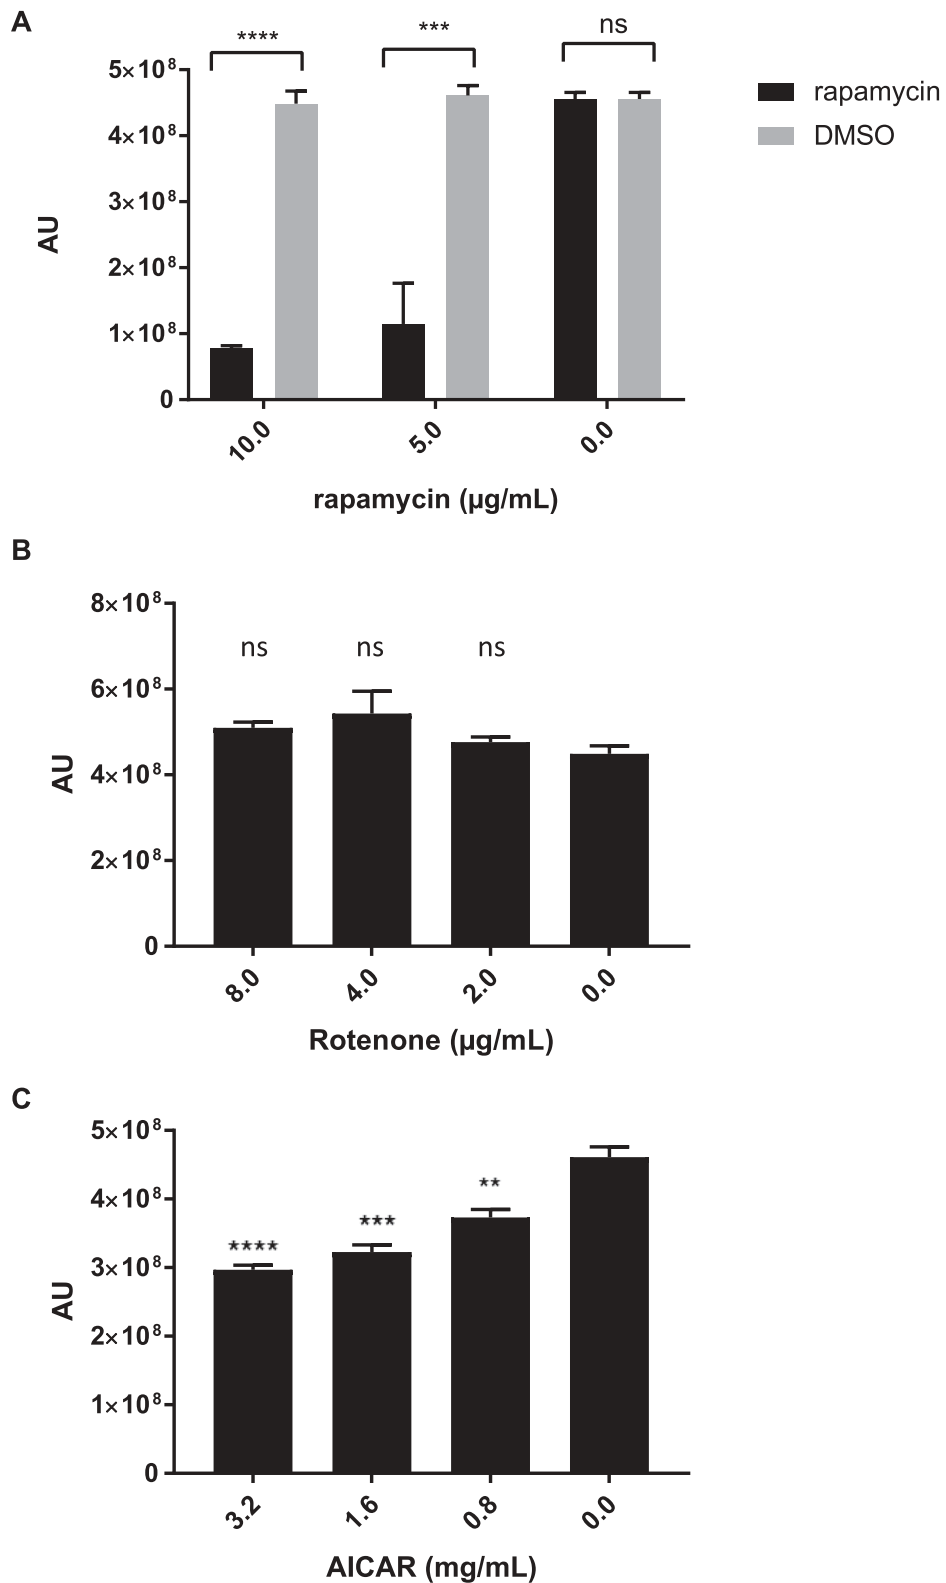 A
**** *** ns
5×10⁸
4×10⁸
3×10⁸
2×10⁸
1×10⁸
0
AU
rapamycin
DMSO
10.0 5.0 0.0
rapamycin (µg/mL)
B
8×10⁸
6×10⁸
4×10⁸
2×10⁸
0
AU
ns ns ns
8.0 4.0 2.0 0.0
Rotenone (µg/mL)
C
5×10⁸
4×10⁸
3×10⁸
2×10⁸
1×10⁸
0
AU
**** *** **
3.2 1.6 0.8 0.0
AICAR (mg/mL)